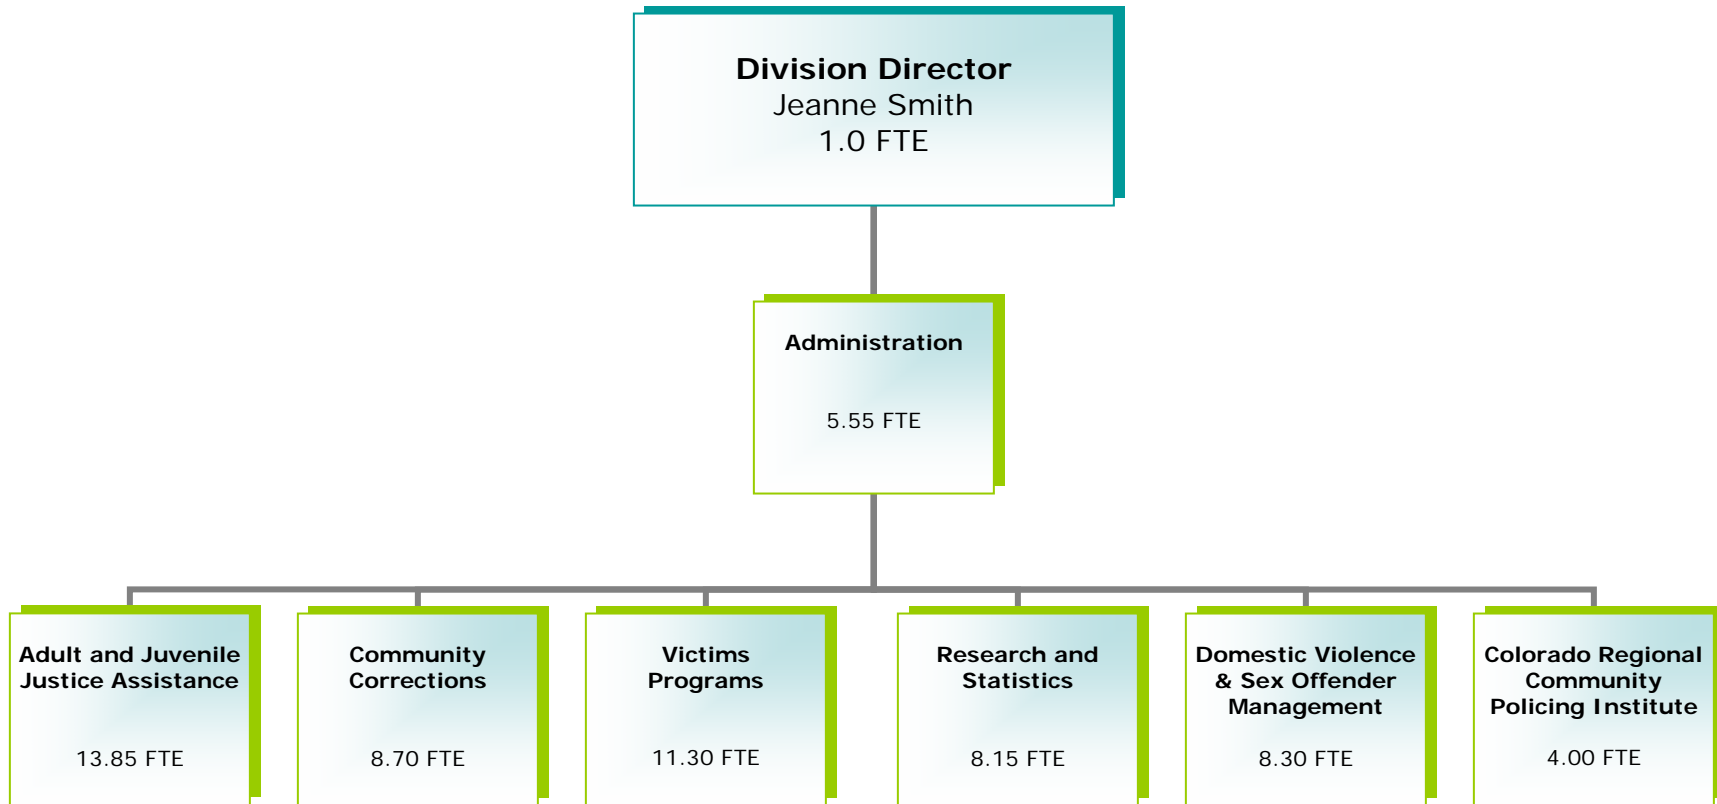 Division Director
Jeanne Smith
1.0 FTE
Administration
5.55 FTE
Adult and Juvenile
Justice Assistance
13.85 FTE
Community
Corrections
8.70 FTE
Victims
Programs
11.30 FTE
Research and
Statistics
8.15 FTE
Domestic Violence
& Sex Offender
Management
8.30 FTE
Colorado Regional
Community
Policing Institute
4.00 FTE